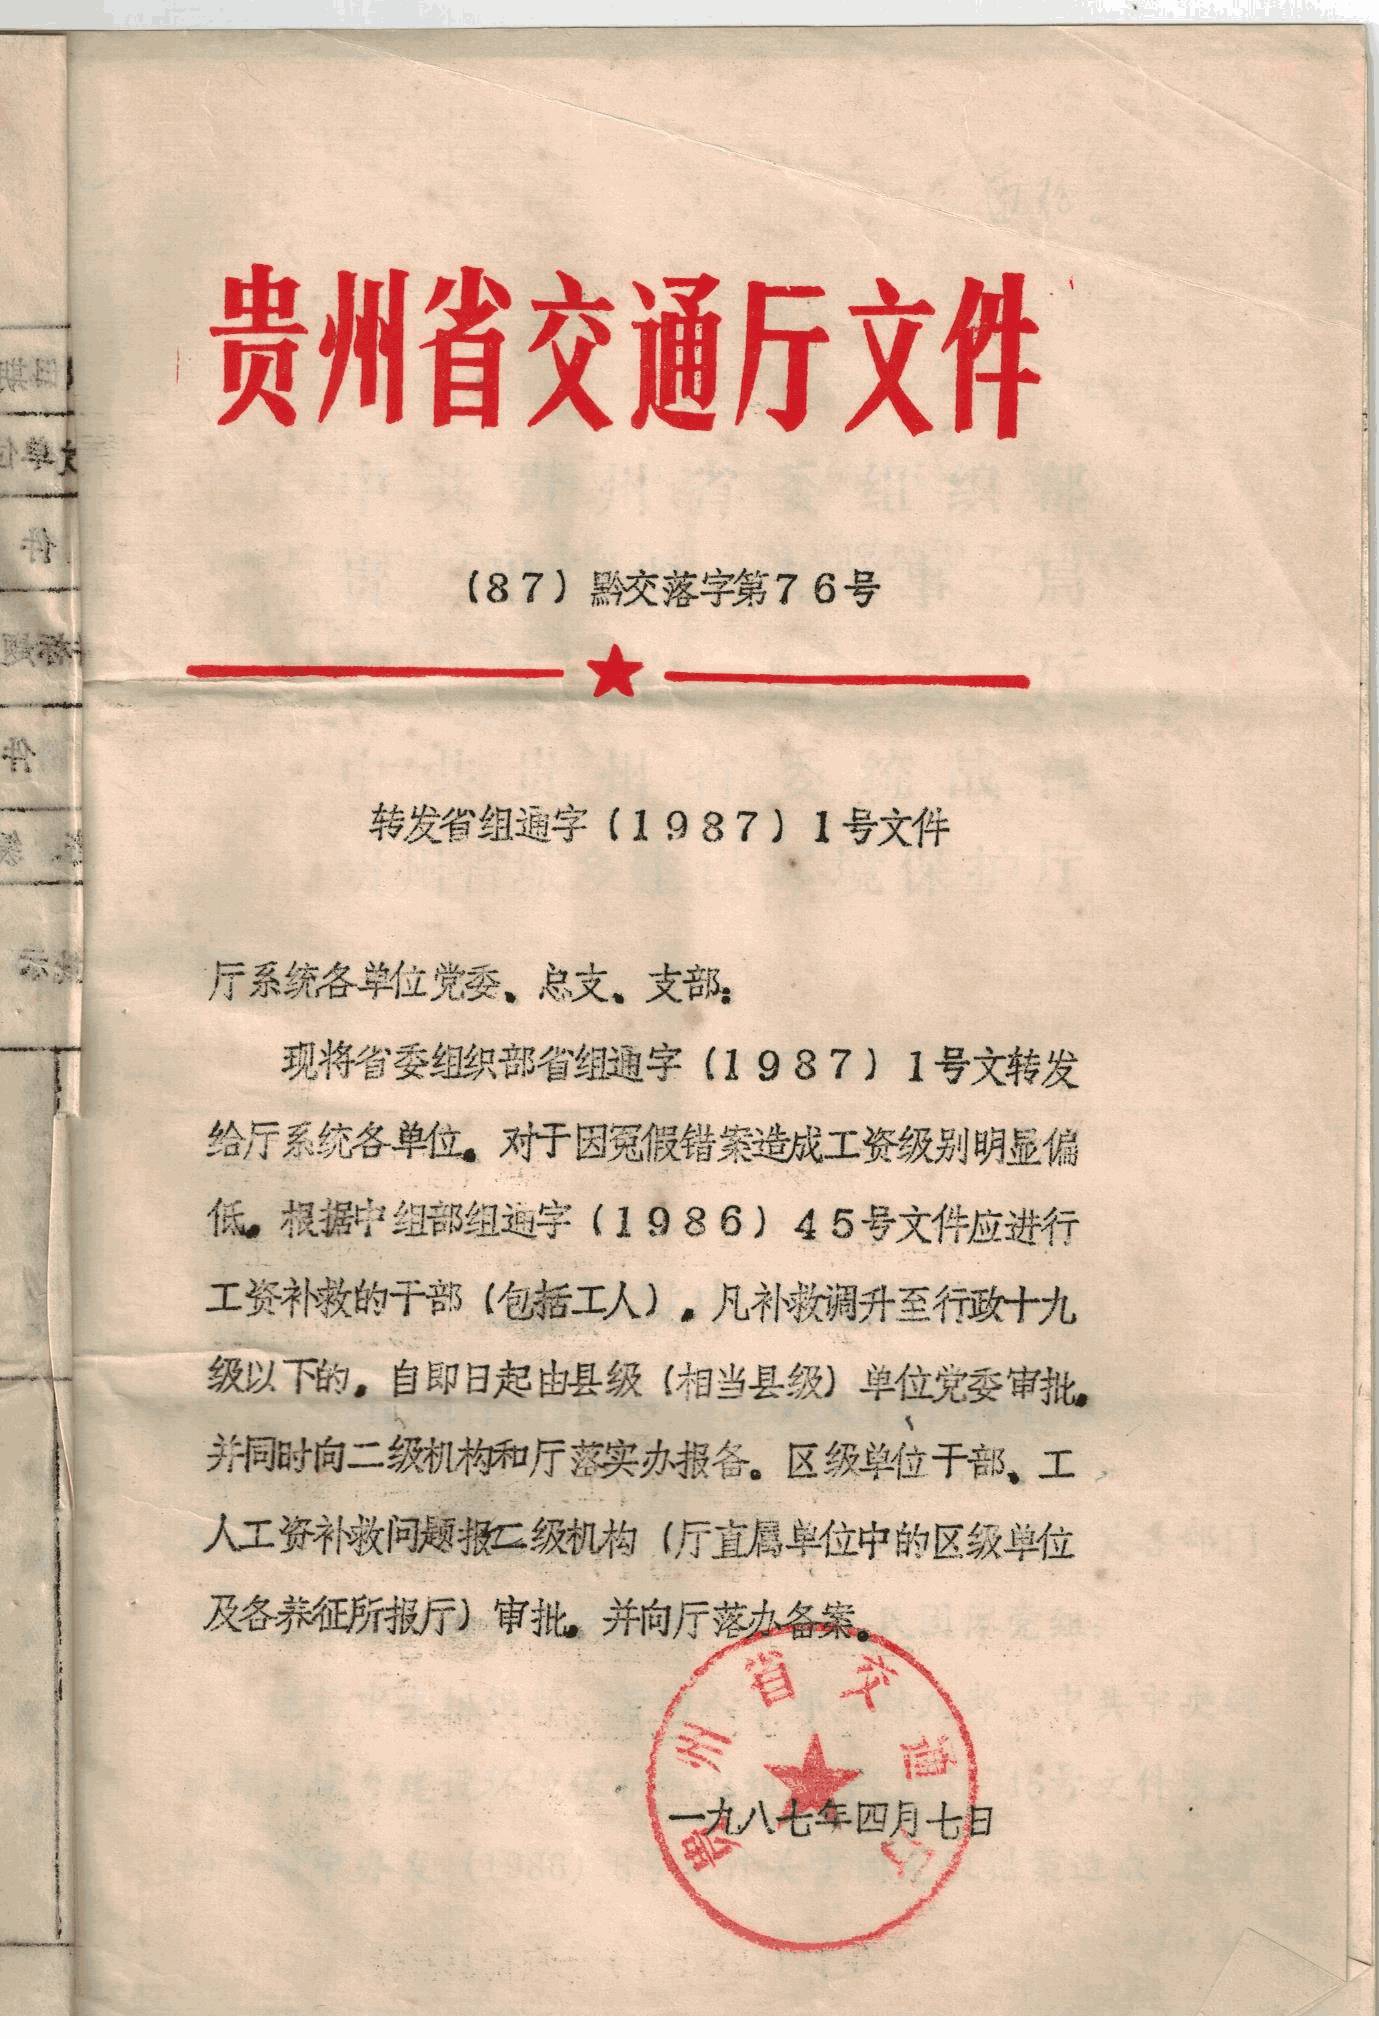 贵州省交通厅文件
(87)黔交落字第76号
转发省组通字(1987)1号文件
厅系统各单位党委、总支、支部：
现将省委组织部省组通字(1987)1号文转发
给厅系统各单位。对于因冤假错案造成工资级别明显偏
低。根据中组部组通字(1986)45号文件应进行
工资补救的干部(包括工人)。凡补救调升至行政十九
级以下的。自即日起由县级(相当县级)单位党委审批。
并同时向二级机构和厅落实办报备。区级单位干部、工
人工资补救问题报二级机构(厅直属单位中的区级单位
及各养征所报厅)审批。并向厅落办备案。
贵州省交通厅
一九八七年四月七日